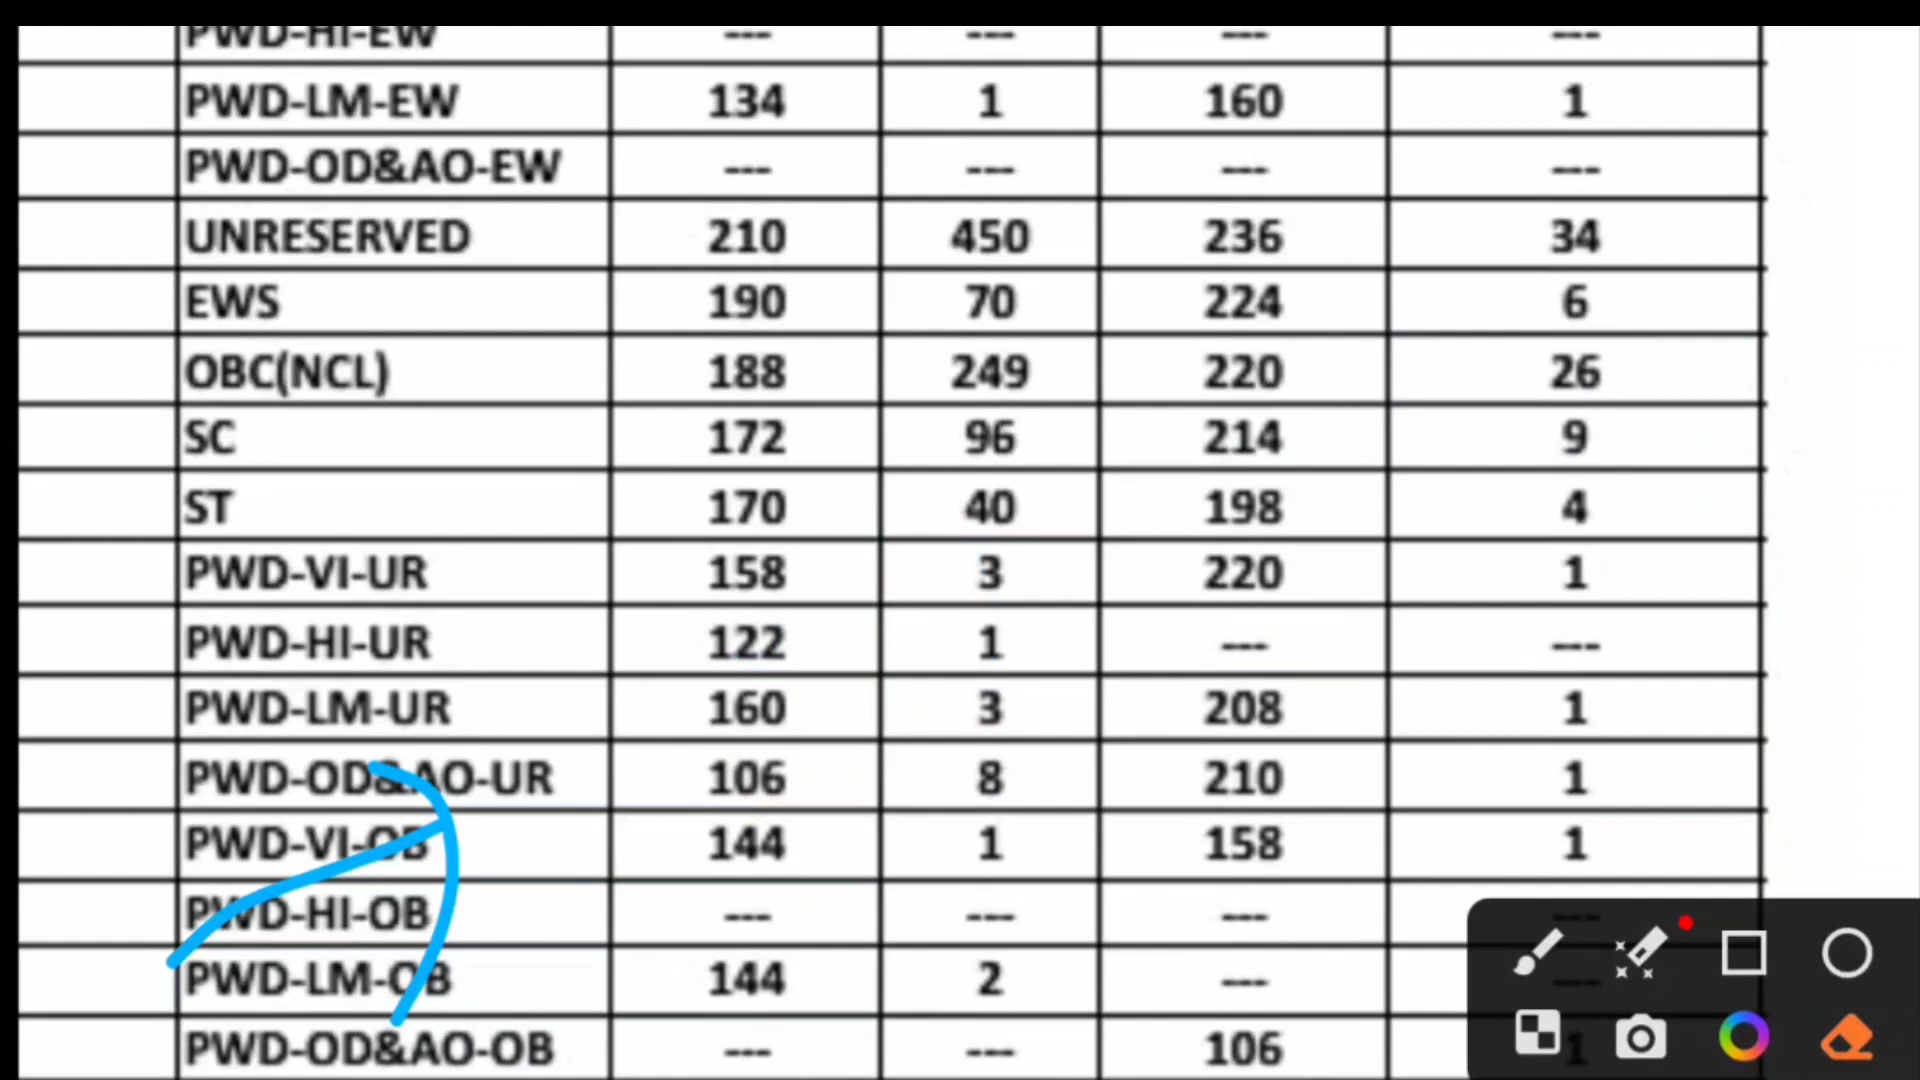 PWD-HI-EW --- --- --- ---
PWD-LM-EW 134 1 160 1
PWD-OD&AO-EW --- --- --- ---
UNRESERVED 210 450 236 34
EWS 190 70 224 6
OBC(NCL) 188 249 220 26
SC 172 96 214 9
ST 170 40 198 4
PWD-VI-UR 158 3 220 1
PWD-HI-UR 122 1 --- ---
PWD-LM-UR 160 3 208 1
PWD-OD&AO-UR 106 8 210 1
PWD-VI-OB 144 1 158 1
PWD-HI-OB --- --- --- ---
PWD-LM-OB 144 2 --- ---
PWD-OD&AO-OB --- --- 106 1